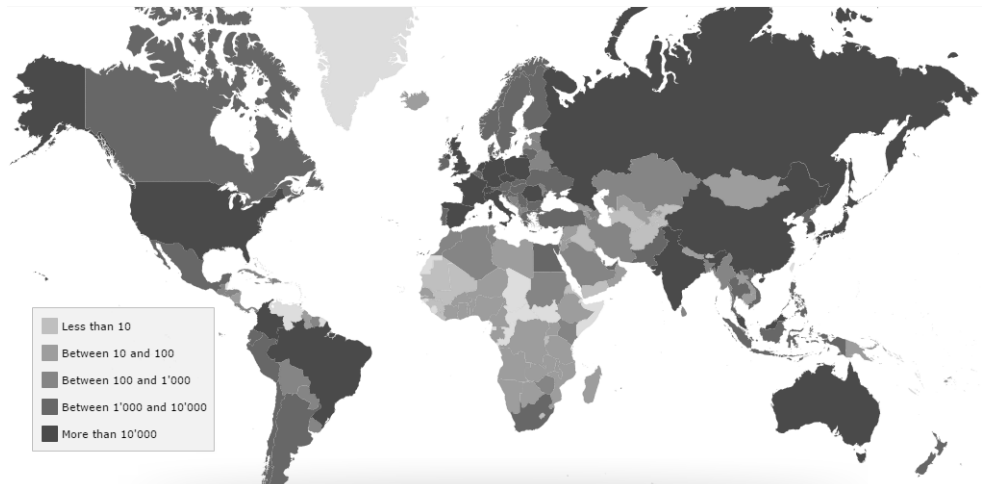 Less than 10
Between 10 and 100
Between 100 and 1'000
Between 1'000 and 10'000
More than 10'000